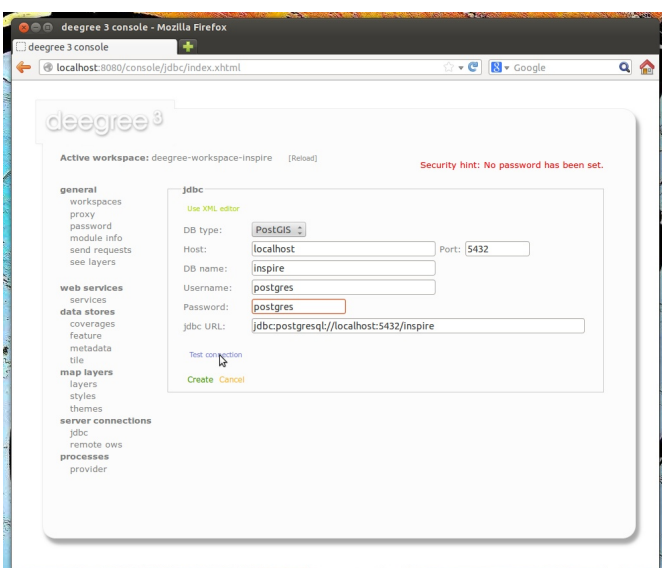 deegree 3 console - Mozilla Firefox
deegree 3 console
localhost:8080/console/jdbc/index.xhtml
Google
deegree 3
Active workspace: deegree-workspace-inspire [Reload]
Security hint: No password has been set.
general
workspaces
proxy
password
module info
send requests
see layers
web services
services
data stores
coverages
feature
metadata
tile
map layers
layers
styles
themes
server connections
jdbc
remote ows
processes
provider
jdbc
Use XML editor
DB type: PostGIS
Host: localhost Port: 5432
DB name: inspire
Username: postgres
Password: postgres
jdbc URL: jdbc:postgresql://localhost:5432/inspire
Test connection
Create Cancel